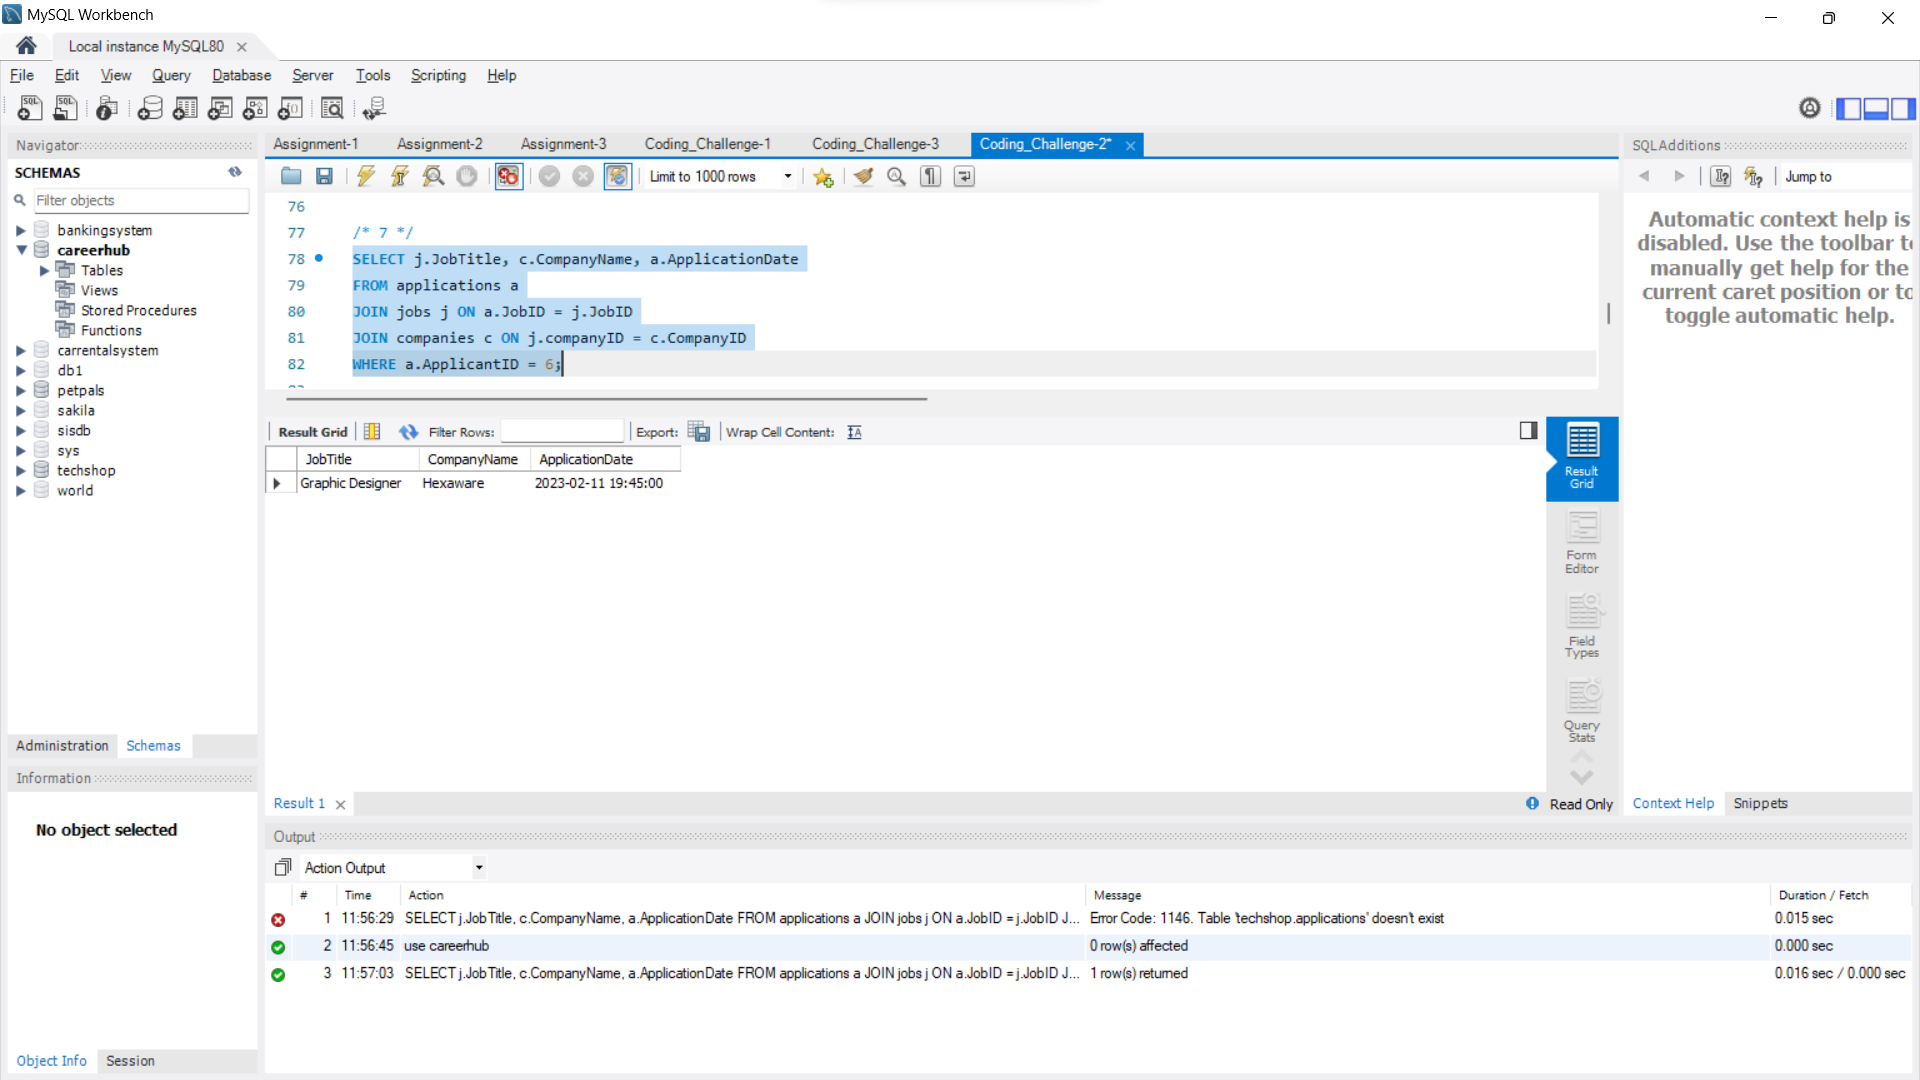 MySQL Workbench
Local instance MySQL80
File Edit View Query Database Server Tools Scripting Help
Navigator
SCHEMAS
Filter objects
bankingsystem
careerhub
Tables
Views
Stored Procedures
Functions
carrentalsystem
db1
petpals
sakila
sisdb
sys
techshop
world
Administration Schemas
Information
No object selected
Object Info Session
Assignment-1 Assignment-2 Assignment-3 Coding_Challenge-1 Coding_Challenge-3 Coding_Challenge-2*
Limit to 1000 rows
76
77 /* 7 */
78 SELECT j.JobTitle, c.CompanyName, a.ApplicationDate
79 FROM applications a
80 JOIN jobs j ON a.JobID = j.JobID
81 JOIN companies c ON j.companyID = c.CompanyID
82 WHERE a.ApplicantID = 6;
Result Grid Filter Rows: Export: Wrap Cell Content:
JobTitle CompanyName ApplicationDate
Graphic Designer Hexaware 2023-02-11 19:45:00
Result
Grid
Form
Editor
Field
Types
Query
Stats
Result 1
Read Only
SQLAdditions
Jump to
Automatic context help is
disabled. Use the toolbar to
manually get help for the
current caret position or to
toggle automatic help.
Context Help Snippets
Output
Action Output
# Time Action Message Duration / Fetch
1 11:56:29 SELECT j.JobTitle, c.CompanyName, a.ApplicationDate FROM applications a JOIN jobs j ON a.JobID = j.JobID J... Error Code: 1146. Table 'techshop.applications' doesn't exist 0.015 sec
2 11:56:45 use careerhub 0 row(s) affected 0.000 sec
3 11:57:03 SELECT j.JobTitle, c.CompanyName, a.ApplicationDate FROM applications a JOIN jobs j ON a.JobID = j.JobID J... 1 row(s) returned 0.016 sec / 0.000 sec